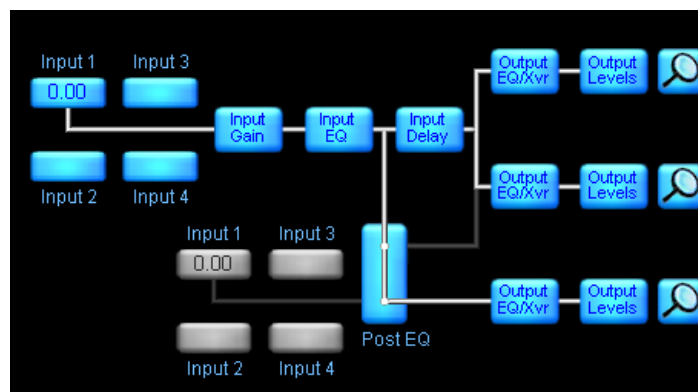 Input 1
Input 3
0.00
Input 2
Input 4
Input
Gain
Input
EQ
Input
Delay
Output
EQ/Xvr
Output
Levels
Output
EQ/Xvr
Output
Levels
Input 1
Input 3
0.00
Input 2
Input 4
Post EQ
Output
EQ/Xvr
Output
Levels